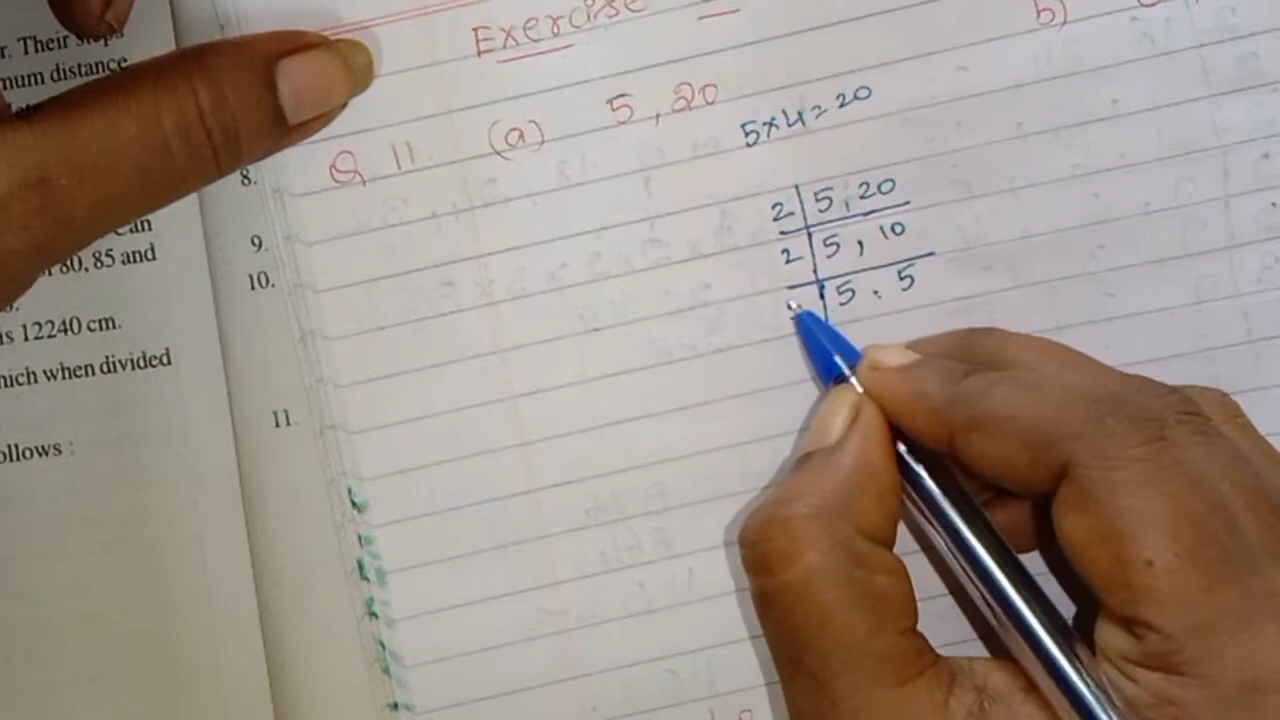 r. Their steps
mum distance
8.
9.
80, 85 and
10.
is 12240 cm.
hich when divided
11.
ollows :
Exercise
b)
Q 11. (a) 5, 20
5×4=20
2 | 5, 20
2 | 5, 10
5, 5